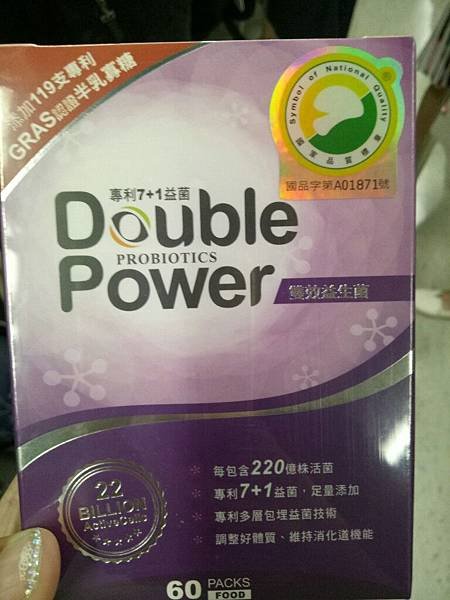 添加119支專利
GRAS認證半乳寡糖
Symbol of National Quality
國家品質標章
國品字第A01871號
專利7+1益菌
Double
PROBIOTICS
Power
雙效益生菌
22
BILLION
Active Cells
每包含220億株活菌
專利7+1益菌,足量添加
專利多層包埋益菌技術
調整好體質、維持消化道機能
60 PACKS
FOOD